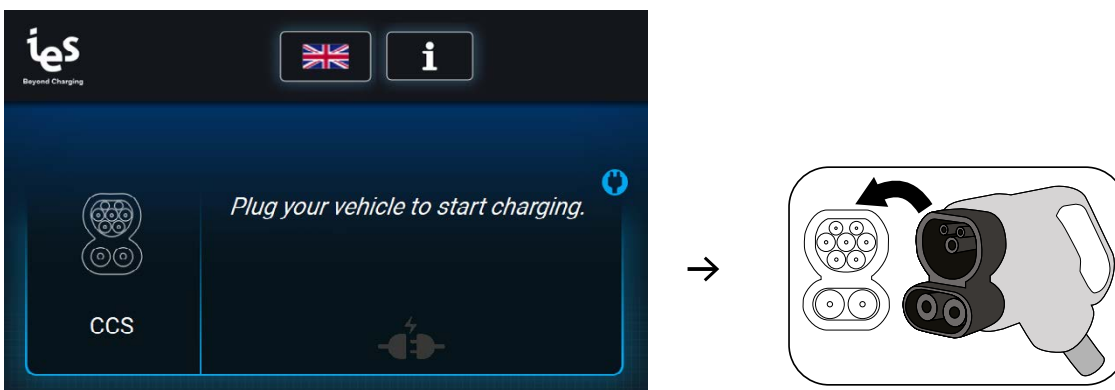 ies
Beyond Charging
i
Plug your vehicle to start charging.
CCS